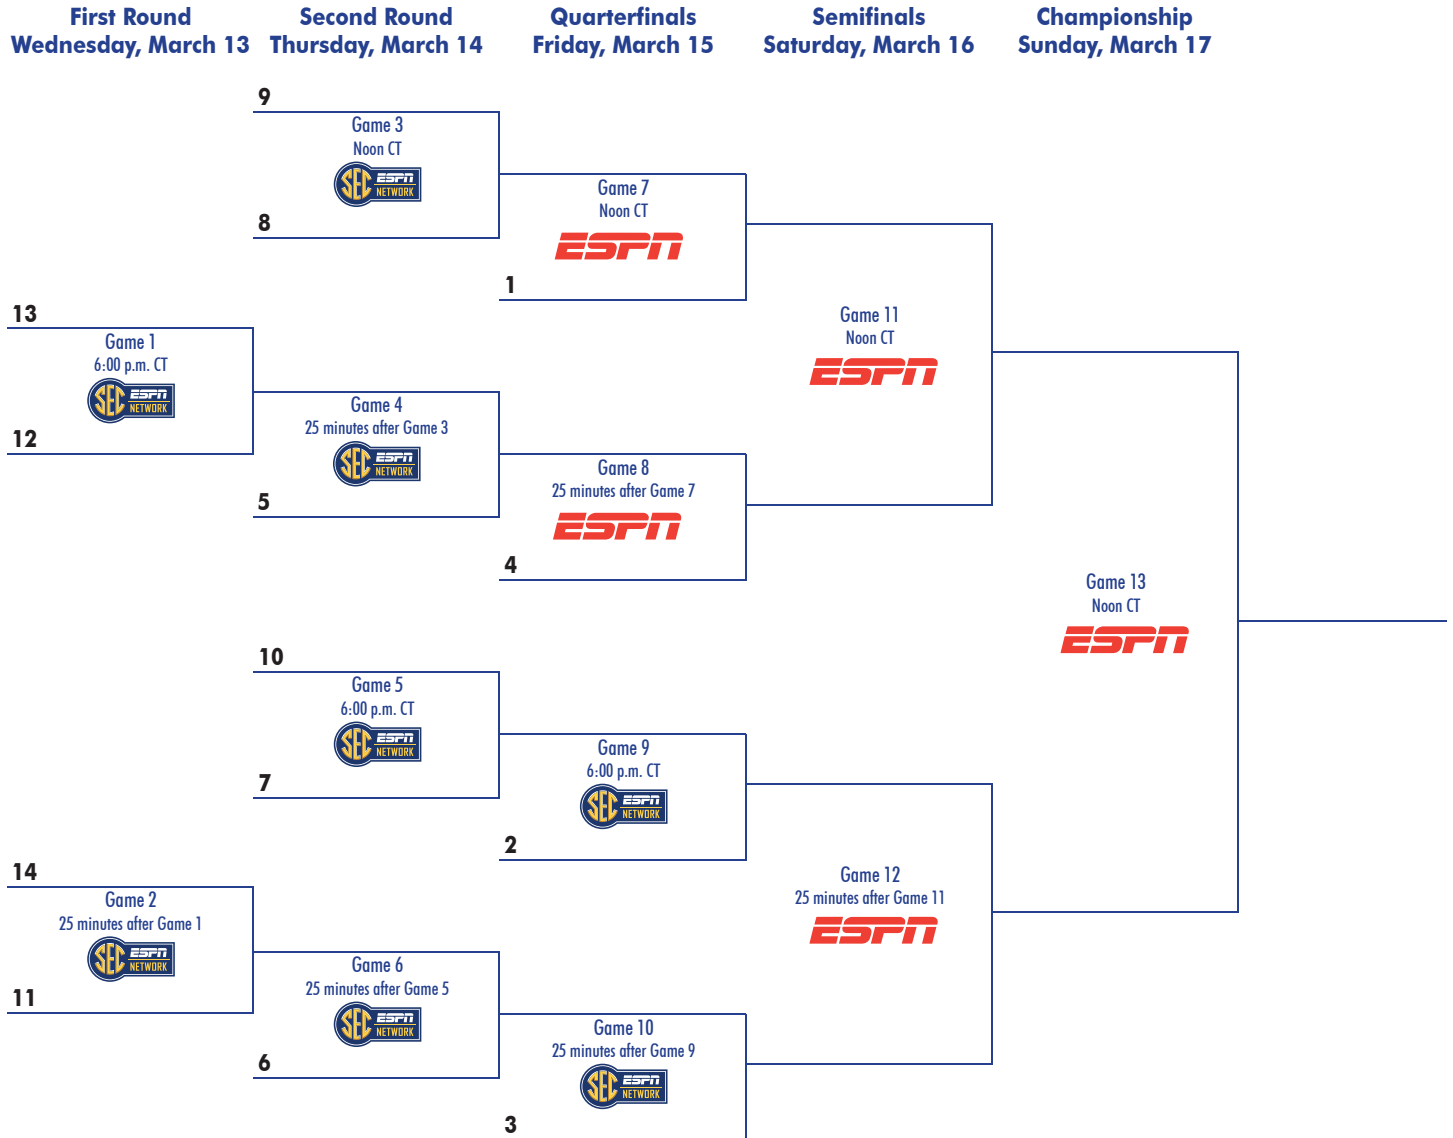 First Round
Wednesday, March 13
Second Round
Thursday, March 14
Quarterfinals
Friday, March 15
Semifinals
Saturday, March 16
Championship
Sunday, March 17
9
Game 3
Noon CT
SEC ESPN
NETWORK
8
Game 7
Noon CT
ESPN
1
13
Game 1
6:00 p.m. CT
SEC ESPN
NETWORK
12
Game 4
25 minutes after Game 3
SEC ESPN
NETWORK
5
Game 8
25 minutes after Game 7
ESPN
4
Game 11
Noon CT
ESPN
Game 13
Noon CT
ESPN
10
Game 5
6:00 p.m. CT
SEC ESPN
NETWORK
7
Game 9
6:00 p.m. CT
SEC ESPN
NETWORK
2
14
Game 2
25 minutes after Game 1
SEC ESPN
NETWORK
11
Game 6
25 minutes after Game 5
SEC ESPN
NETWORK
6
Game 10
25 minutes after Game 9
SEC ESPN
NETWORK
3
Game 12
25 minutes after Game 11
ESPN